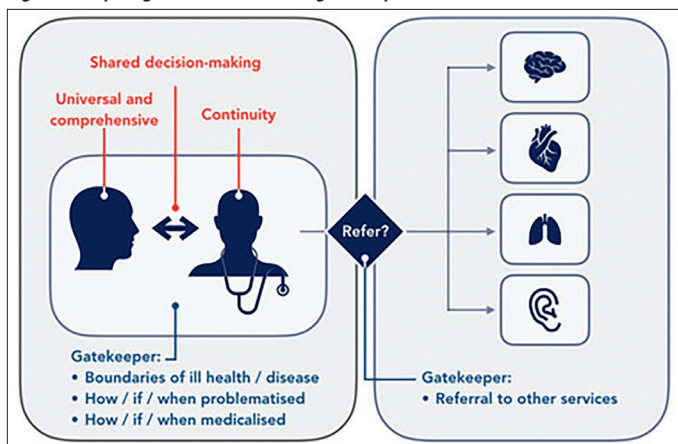 Shared decision-making
Universal and
comprehensive
Continuity
Refer?
Gatekeeper:
• Boundaries of ill health / disease
• How / if / when problematised
• How / if / when medicalised
Gatekeeper:
• Referral to other services